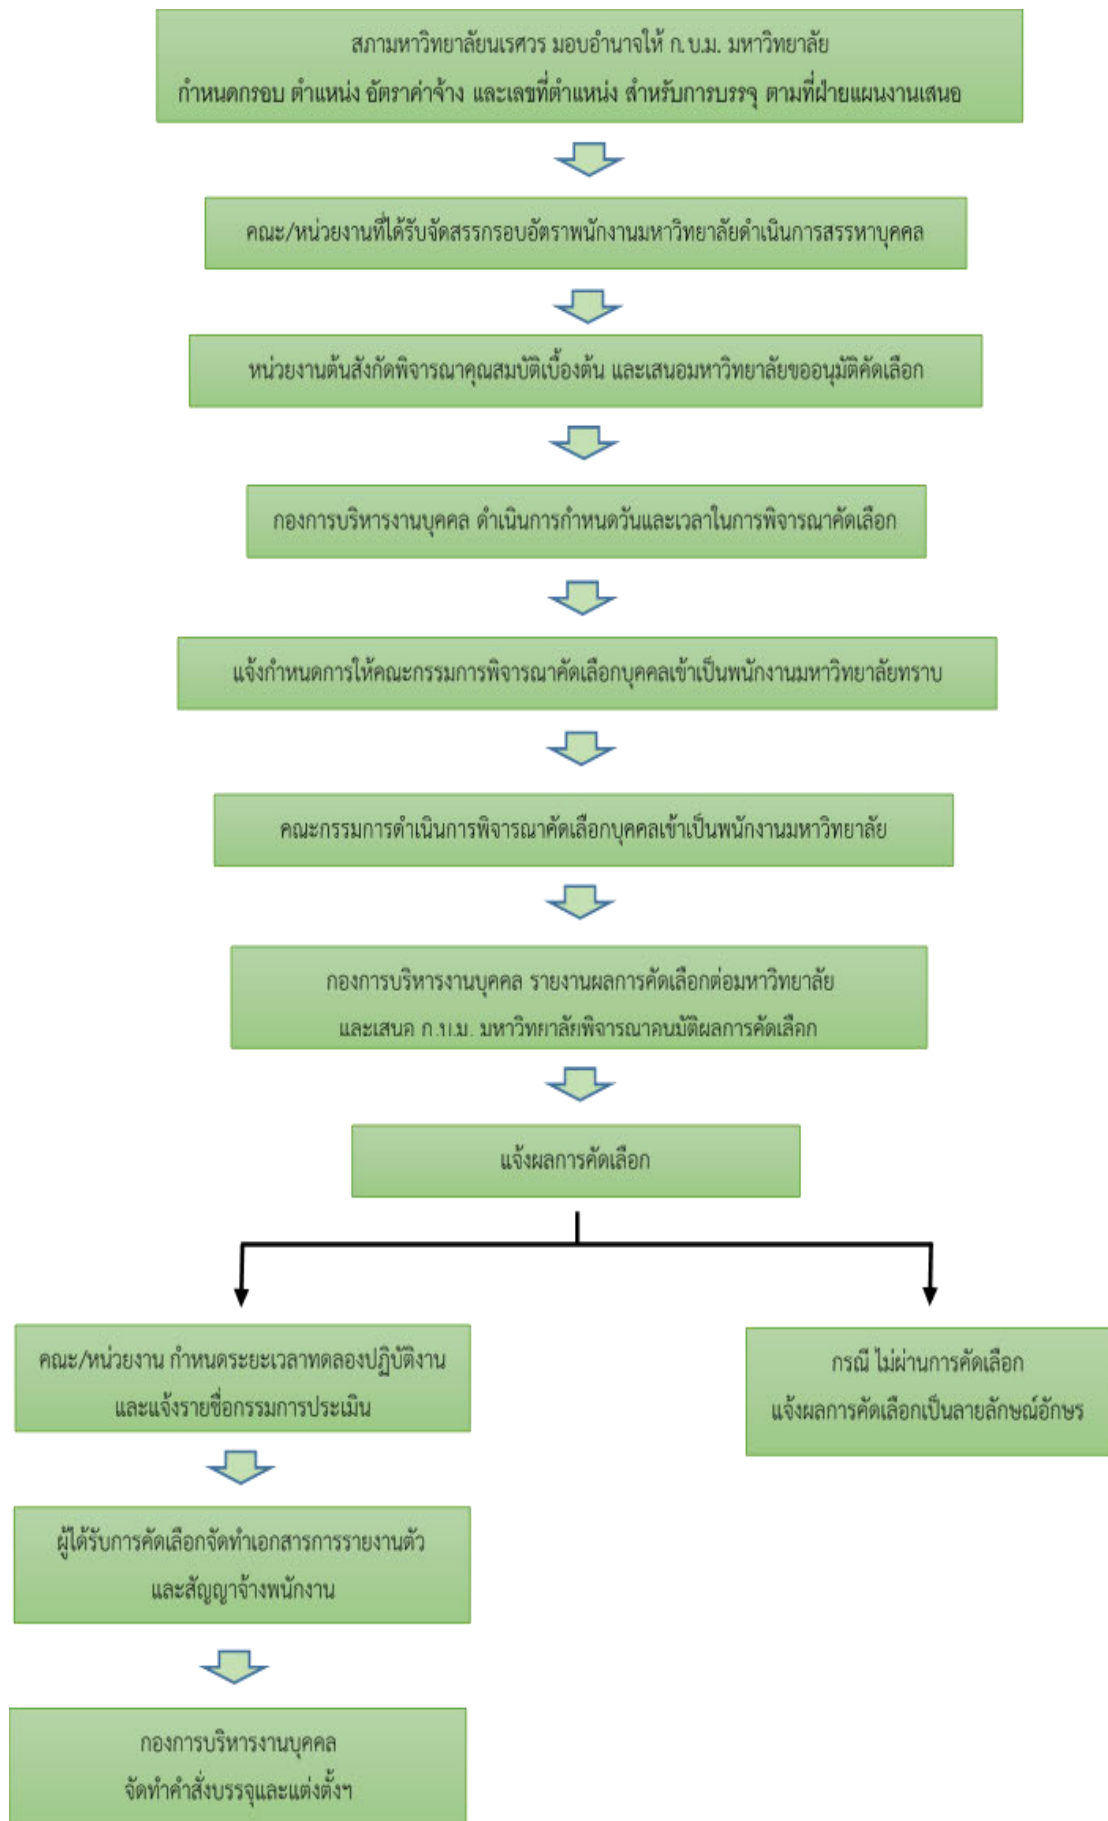 สภามหาวิทยาลัยนเรศวร มอบอำนาจให้ ก.บ.ม. มหาวิทยาลัย
กำหนดกรอบ ตำแหน่ง อัตราค่าจ้าง และเลขที่ตำแหน่ง สำหรับการบรรจุ ตามที่ฝ่ายแผนงานเสนอ
คณะ/หน่วยงานที่ได้รับจัดสรรกรอบอัตราพนักงานมหาวิทยาลัยดำเนินการสรรหาบุคคล
หน่วยงานต้นสังกัดพิจารณาคุณสมบัติเบื้องต้น และเสนอมหาวิทยาลัยขออนุมัติคัดเลือก
กองการบริหารงานบุคคล ดำเนินการกำหนดวันและเวลาในการพิจารณาคัดเลือก
แจ้งกำหนดการให้คณะกรรมการพิจารณาคัดเลือกบุคคลเข้าเป็นพนักงานมหาวิทยาลัยทราบ
คณะกรรมการดำเนินการพิจารณาคัดเลือกบุคคลเข้าเป็นพนักงานมหาวิทยาลัย
กองการบริหารงานบุคคล รายงานผลการคัดเลือกต่อมหาวิทยาลัย
และเสนอ ก.บ.ม. มหาวิทยาลัยพิจารณาอนุมัติผลการคัดเลือก
แจ้งผลการคัดเลือก
คณะ/หน่วยงาน กำหนดระยะเวลาทดลองปฏิบัติงาน
และแจ้งรายชื่อกรรมการประเมิน
กรณี ไม่ผ่านการคัดเลือก
แจ้งผลการคัดเลือกเป็นลายลักษณ์อักษร
ผู้ได้รับการคัดเลือกจัดทำเอกสารการรายงานตัว
และสัญญาจ้างพนักงาน
กองการบริหารงานบุคคล
จัดทำคำสั่งบรรจุและแต่งตั้งฯ